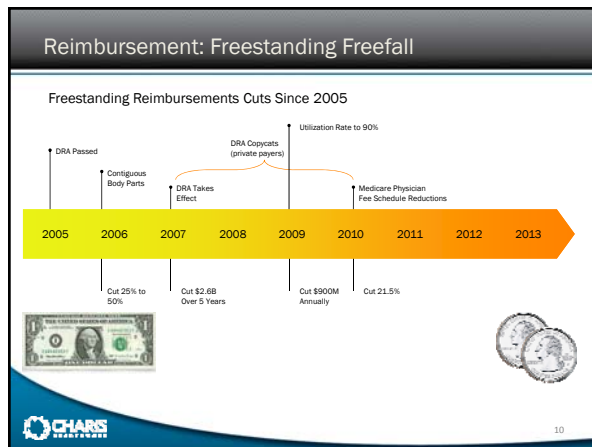 Reimbursement: Freestanding Freefall
Freestanding Reimbursements Cuts Since 2005
Utilization Rate to 90%
DRA Copycats
(private payers)
DRA Passed
Contiguous
Body Parts
DRA Takes
Effect
Medicare Physician
Fee Schedule Reductions
2005 2006 2007 2008 2009 2010 2011 2012 2013
Cut 25% to
50%
Cut $2.6B
Over 5 Years
Cut $900M
Annually
Cut 21.5%
10